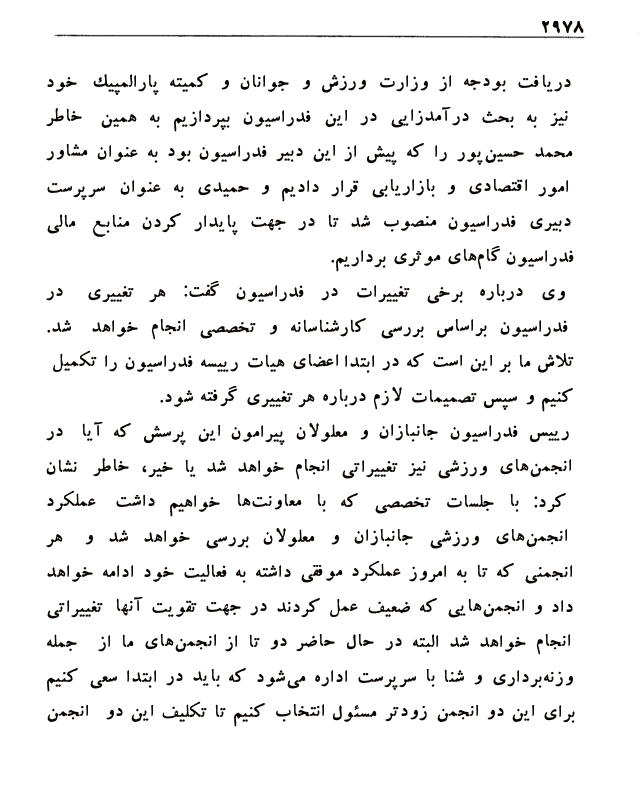 ۲۹۷۸
دریافت بودجه از وزارت ورزش و جوانان و کمیته پارالمپیک خود
نیز به بحث درآمدزایی در این فدراسیون بپردازیم به همین خاطر
محمد حسین‌پور را که پیش از این دبیر فدراسیون بود به عنوان مشاور
امور اقتصادی و بازاریابی قرار دادیم و حمیدی به عنوان سرپرست
دبیری فدراسیون منصوب شد تا در جهت پایدار کردن منابع مالی
فدراسیون گام‌های موثری برداریم.
وی درباره برخی تغییرات در فدراسیون گفت: هر تغییری در
فدراسیون براساس بررسی کارشناسانه و تخصصی انجام خواهد شد.
تلاش ما بر این است که در ابتدا اعضای هیات رییسه فدراسیون را تکمیل
کنیم و سپس تصمیمات لازم درباره هر تغییری گرفته شود.
رییس فدراسیون جانبازان و معلولان پیرامون این پرسش که آیا در
انجمن‌های ورزشی نیز تغییراتی انجام خواهد شد یا خیر، خاطر نشان
کرد: با جلسات تخصصی که با معاونت‌ها خواهیم داشت عملکرد
انجمن‌های ورزشی جانبازان و معلولان بررسی خواهد شد و هر
انجمنی که تا به امروز عملکرد موفقی داشته به فعالیت خود ادامه خواهد
داد و انجمن‌هایی که ضعیف عمل کردند در جهت تقویت آنها تغییراتی
انجام خواهد شد البته در حال حاضر دو تا از انجمن‌های ما از جمله
وزنه‌برداری و شنا با سرپرست اداره می‌شود که باید در ابتدا سعی کنیم
برای این دو انجمن زودتر مسئول انتخاب کنیم تا تکلیف این دو انجمن